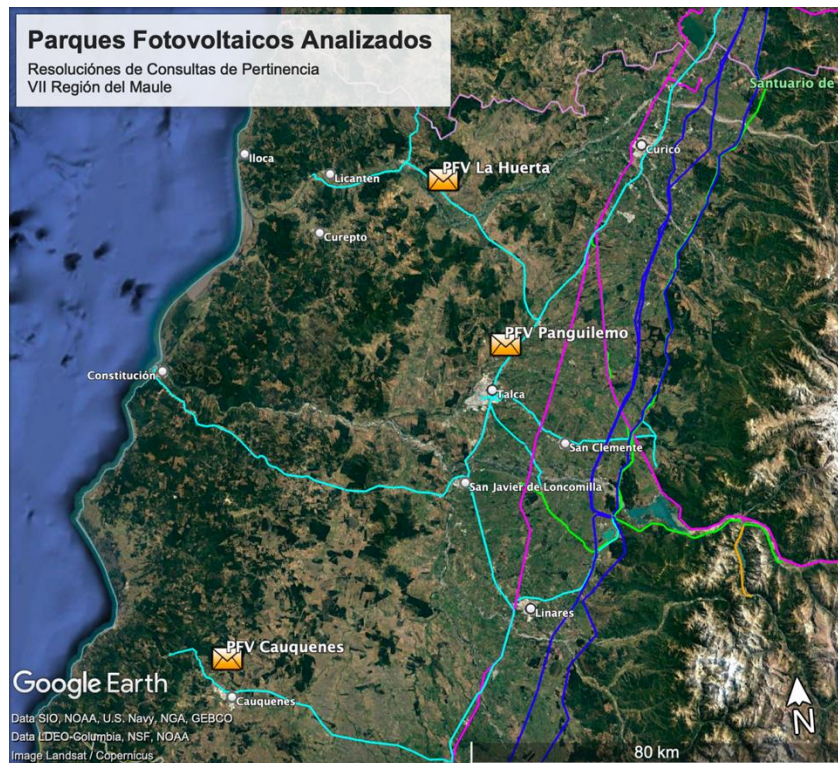 Parques Fotovoltaicos Analizados
Resoluciónes de Consultas de Pertinencia
VII Región del Maule
Santuario de
Curicó
Iloca
Licanten
PFV La Huerta
Curepto
PFV Panguilemo
Constitución
Talca
San Clemente
San Javier de Loncomilla
Linares
PFV Cauquenes
Cauquenes
Google Earth
Data SIO, NOAA, U.S. Navy, NGA, GEBCO
Data LDEO-Columbia, NSF, NOAA
Image Landsat / Copernicus
N
80 km